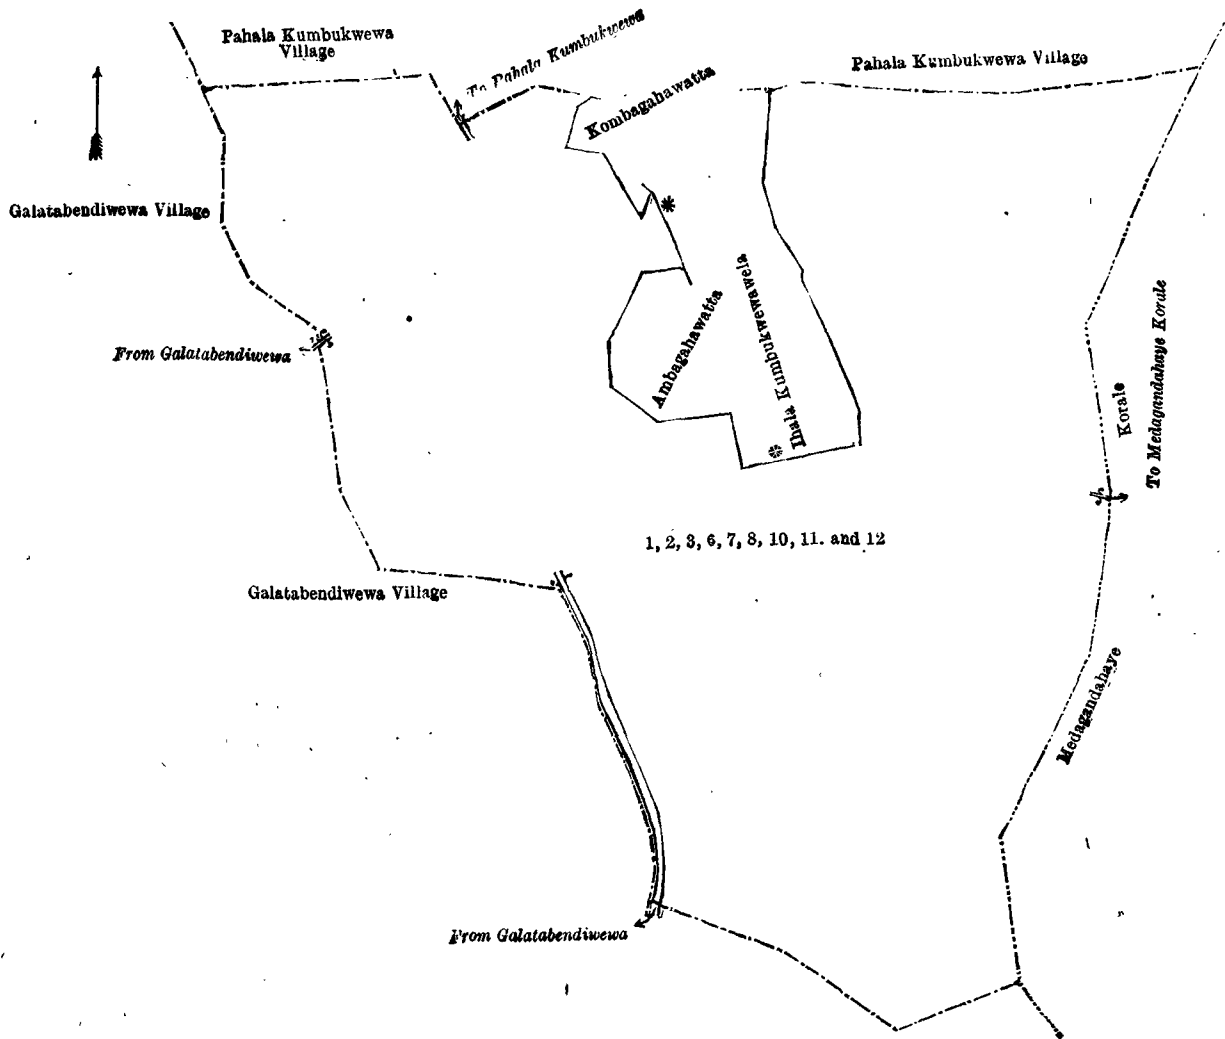 Pahala Kumbukwewa
Village
To Pahala Kumbukwewa
Pahala Kumbukwewa Village
Kombagahawatta
Galatabendiwewa Village
From Galatabendiwewa
Ambagahawatta
Ihala Kumbukwewawela
Korale
To Medagandahaye Korale
1, 2, 3, 6, 7, 8, 10, 11. and 12
Galatabendiwewa Village
Medagandahaye
From Galatabendiwewa